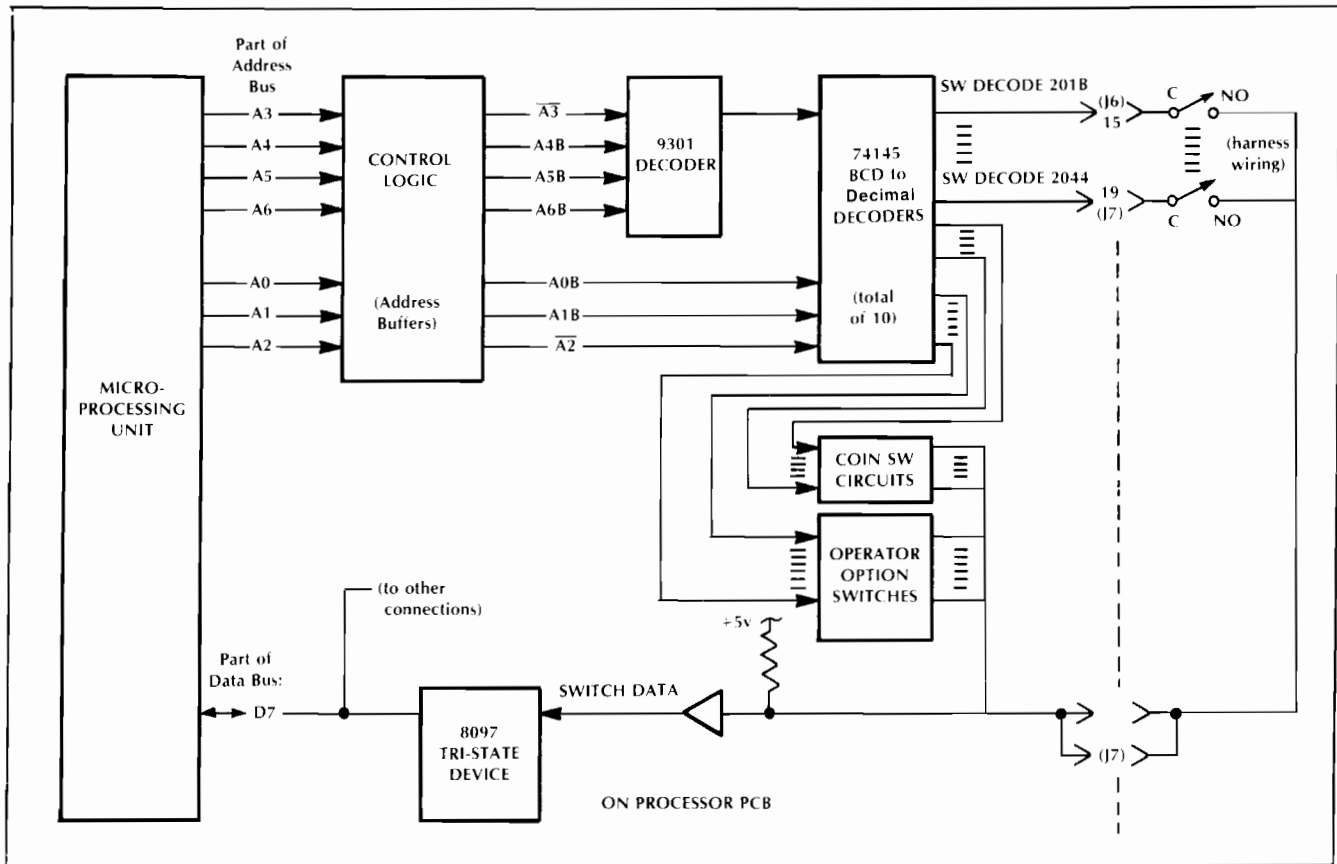 Part of
Address
Bus
A3
A4
A5
A6
A0
A1
A2
MICRO-
PROCESSING
UNIT
CONTROL
LOGIC
(Address
Buffers)
A̅3̅
A4B
A5B
A6B
A0B
A1B
A̅2̅
9301
DECODER
74145
BCD to
Decimal
DECODERS
(total
of 10)
SW DECODE 201B
(J6)
15
C
NO
(harness
wiring)
SW DECODE 2044
19
(J7)
C
NO
COIN SW
CIRCUITS
OPERATOR
OPTION
SWITCHES
(to other
connections)
+5v
Part of
Data Bus:
D7
8097
TRI-STATE
DEVICE
SWITCH DATA
(J7)
ON PROCESSOR PCB